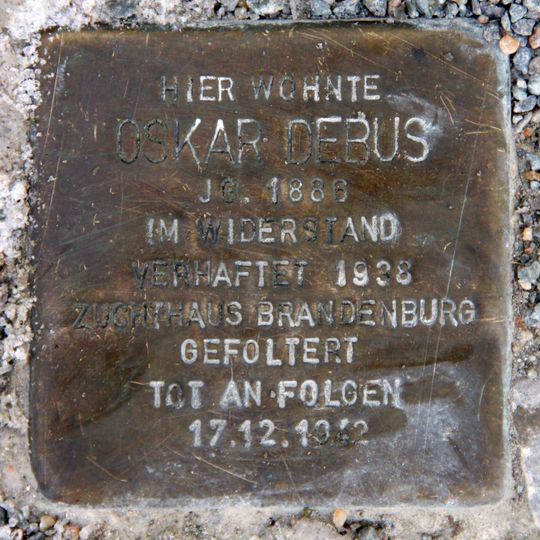 HIER WOHNTE
OSKAR DEBUS
JG. 1886
IM WIDERSTAND
VERHAFTET 1938
ZUCHTHAUS BRANDENBURG
GEFOLTERT
TOT AN FOLGEN
17.12.1942